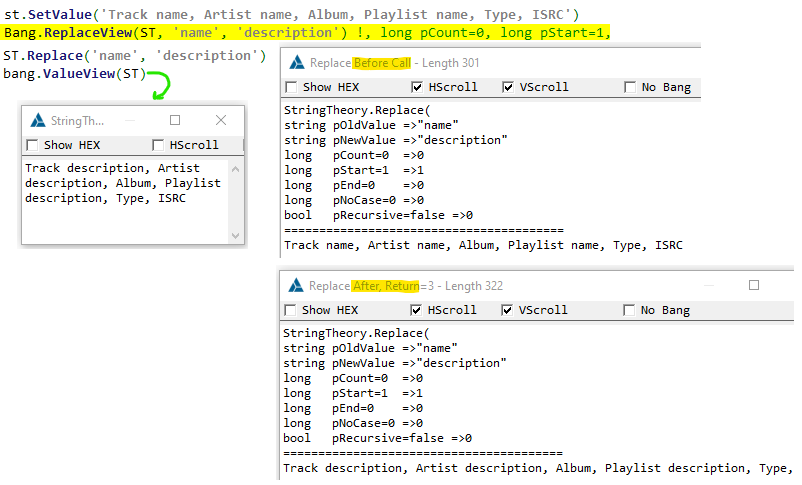 st.SetValue('Track name, Artist name, Album, Playlist name, Type, ISRC')
Bang.ReplaceView(ST, 'name', 'description') !, long pCount=0, long pStart=1,
ST.Replace('name', 'description')
bang.ValueView(ST)
StringTh...
Show HEX HScroll
Track description, Artist
description, Album, Playlist
description, Type, ISRC
Replace Before Call - Length 301
Show HEX HScroll VScroll No Bang
StringTheory.Replace(
string pOldValue =>"name"
string pNewValue =>"description"
long pCount=0 =>0
long pStart=1 =>1
long pEnd=0 =>0
long pNoCase=0 =>0
bool pRecursive=false =>0
========================================
Track name, Artist name, Album, Playlist name, Type, ISRC
Replace After, Return=3 - Length 322
Show HEX HScroll VScroll No Bang
StringTheory.Replace(
string pOldValue =>"name"
string pNewValue =>"description"
long pCount=0 =>0
long pStart=1 =>1
long pEnd=0 =>0
long pNoCase=0 =>0
bool pRecursive=false =>0
========================================
Track description, Artist description, Album, Playlist description, Type,